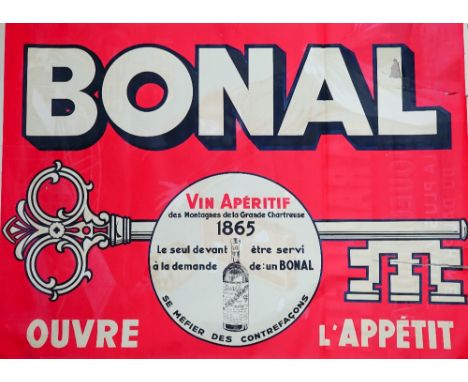 BONAL
VIN APÉRITIF
des Montagnes de la Grande Chartreuse
1865
le seul devant être servi
à la demande de:un BONAL
SE MÉFIER DES CONTREFAÇONS
OUVRE L'APPÉTIT